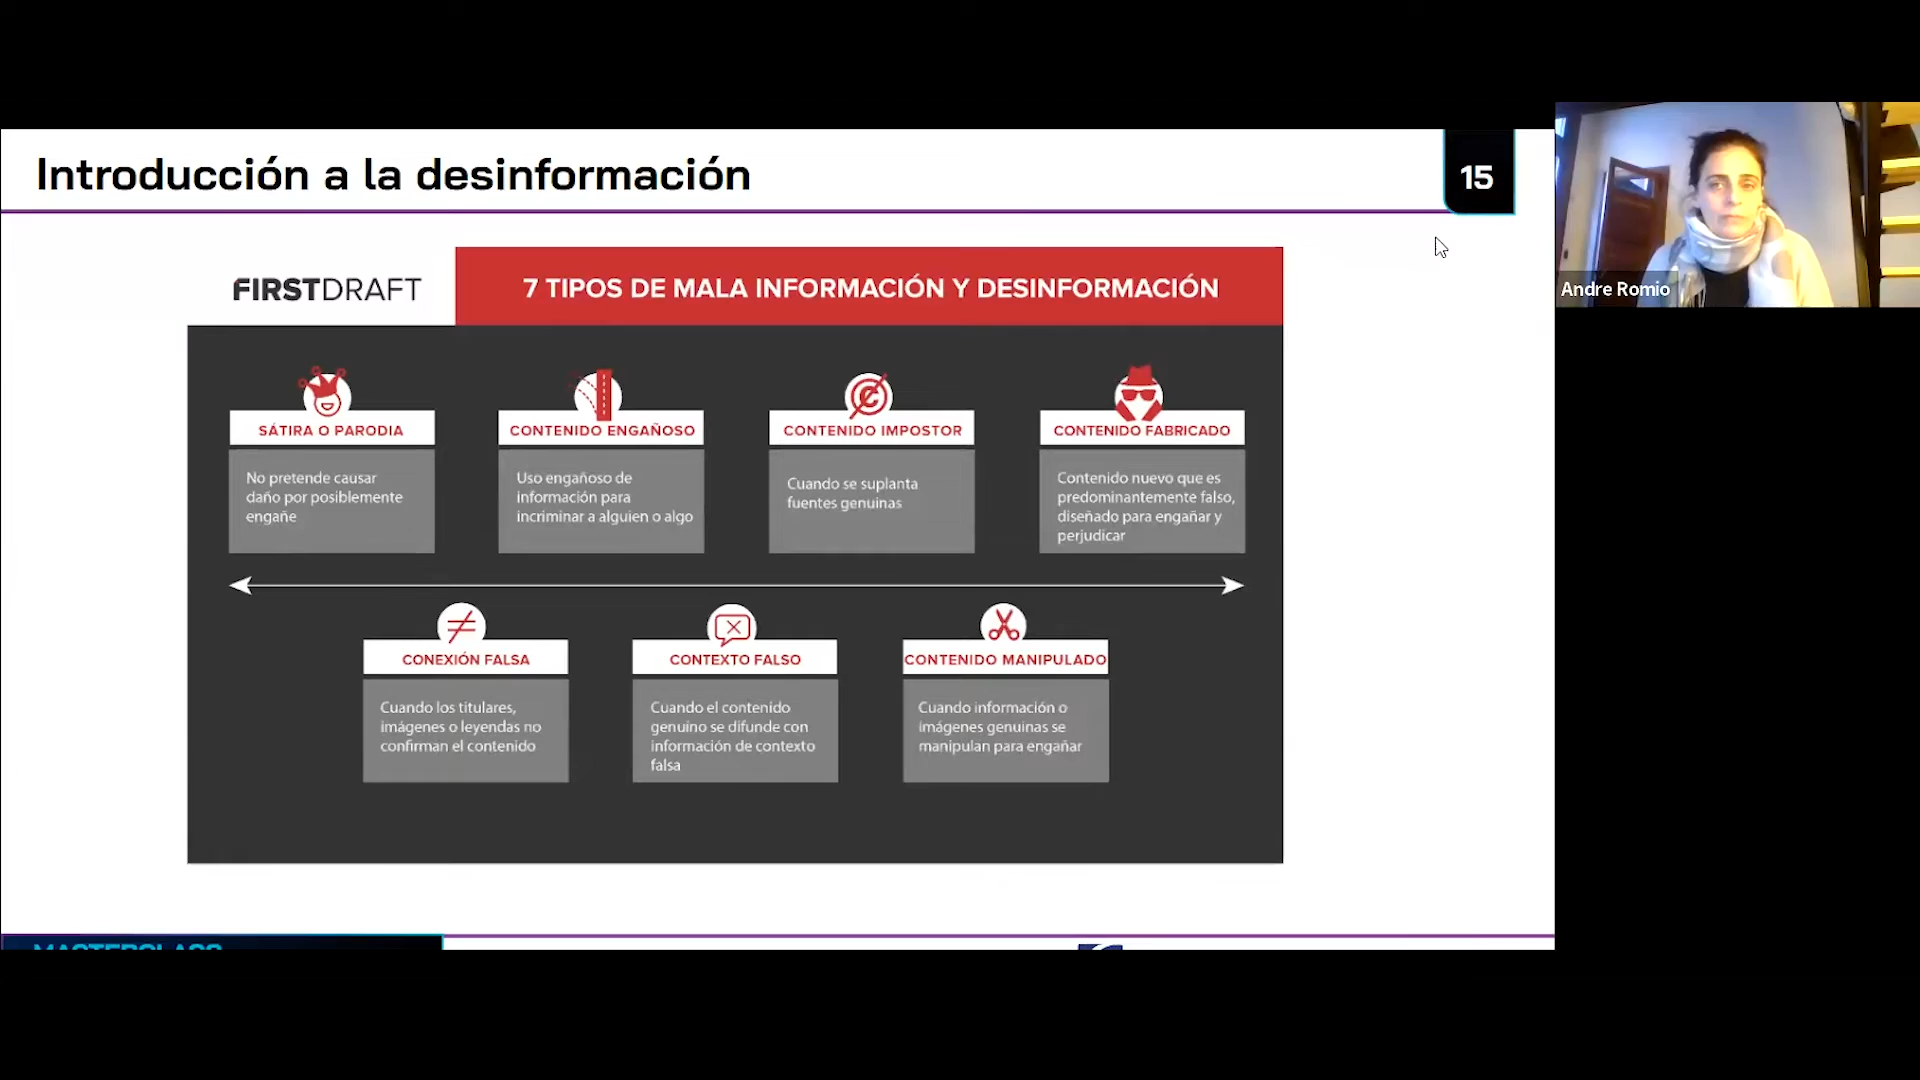 Introducción a la desinformación
15
Andre Romio
FIRSTDRAFT
7 TIPOS DE MALA INFORMACIÓN Y DESINFORMACIÓN
SÁTIRA O PARODIA
No pretende causar
daño por posiblemente
engañe
CONTENIDO ENGAÑOSO
Uso engañoso de
información para
incriminar a alguien o algo
CONTENIDO IMPOSTOR
Cuando se suplanta
fuentes genuinas
CONTENIDO FABRICADO
Contenido nuevo que es
predominantemente falso,
diseñado para engañar y
perjudicar
CONEXIÓN FALSA
Cuando los titulares,
imágenes o leyendas no
confirman el contenido
CONTEXTO FALSO
Cuando el contenido
genuino se difunde con
información de contexto
falsa
CONTENIDO MANIPULADO
Cuando información o
imágenes genuinas se
manipulan para engañar
MASTERCLASS